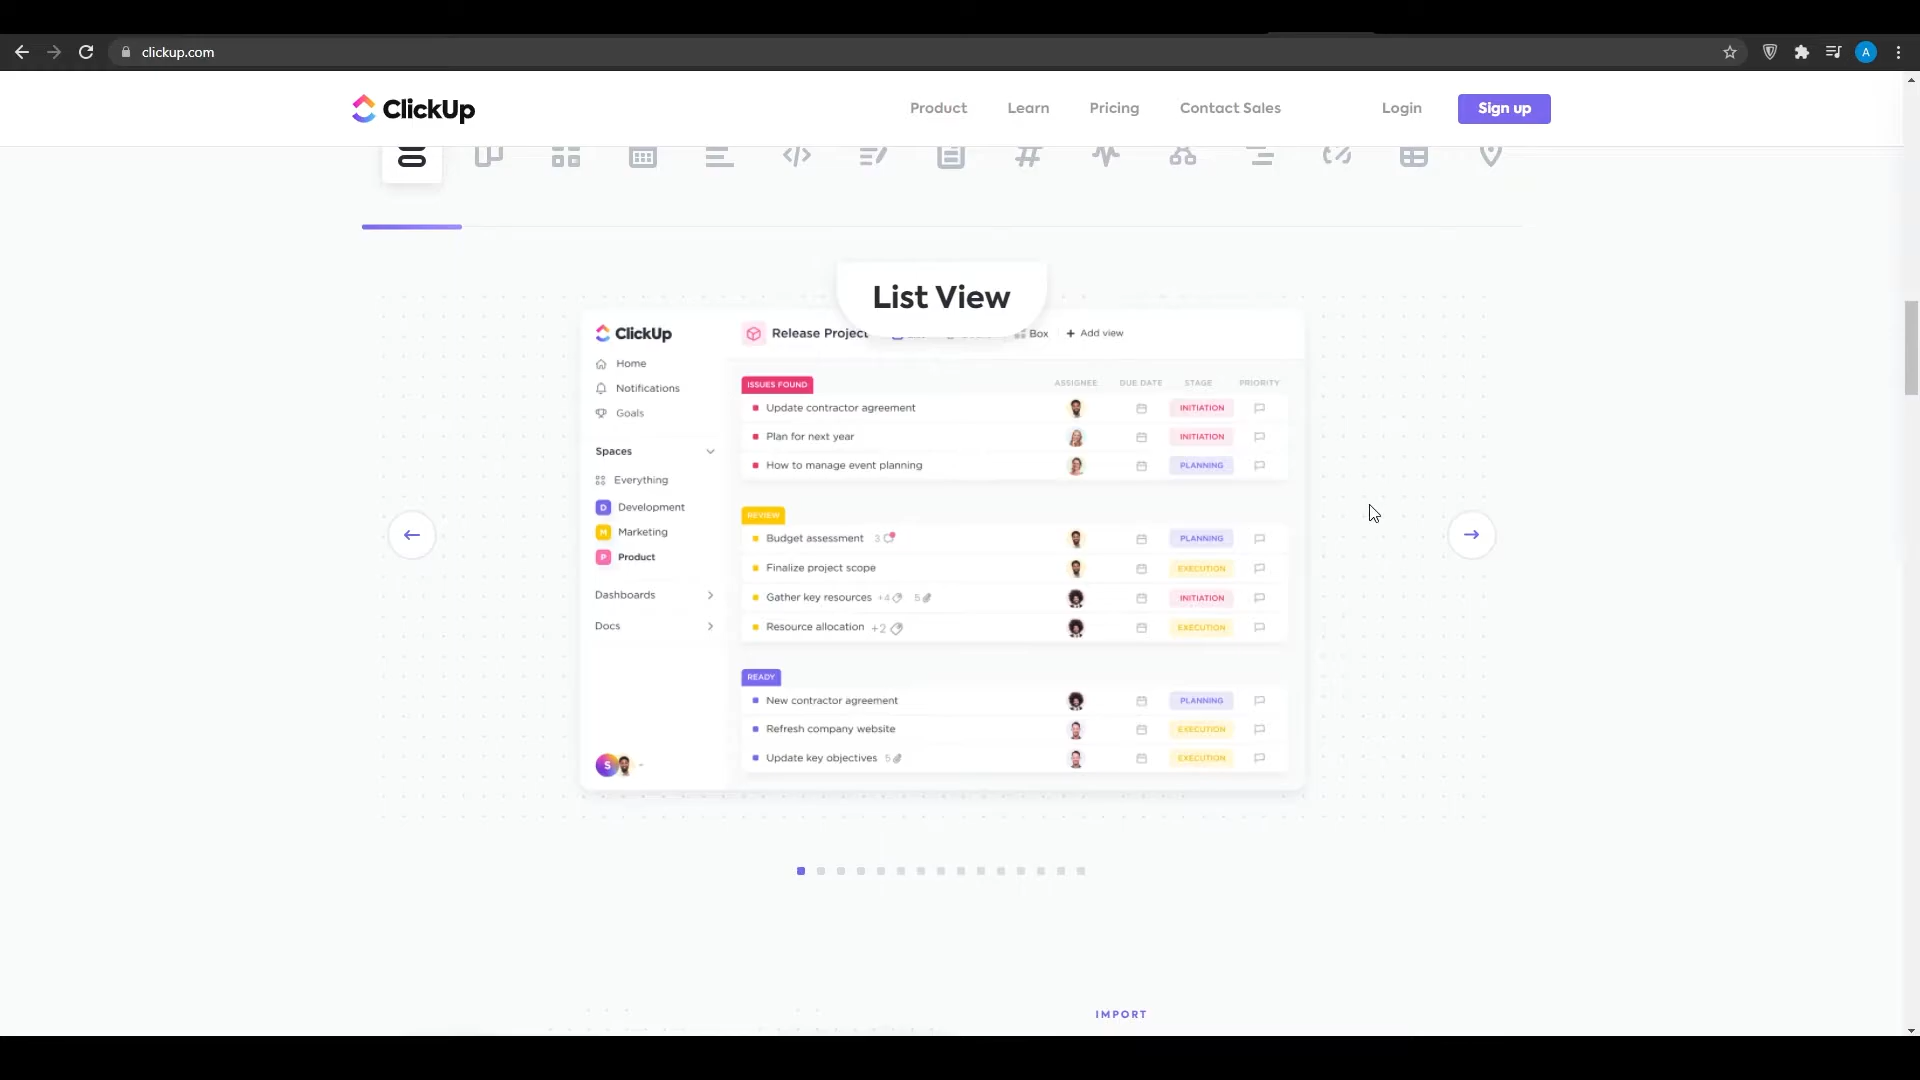 clickup.com
A
ClickUp
Product
Learn
Pricing
Contact Sales
Login
Sign up
List View
ClickUp
Release Project
Box
+ Add view
Home
Notifications
Goals
Spaces
Everything
D Development
M Marketing
P Product
Dashboards
Docs
S
ISSUES FOUND
ASSIGNEE
DUE DATE
STAGE
PRIORITY
Update contractor agreement
INITIATION
Plan for next year
INITIATION
How to manage event planning
PLANNING
REVIEW
Budget assessment 3
PLANNING
Finalize project scope
EXECUTION
Gather key resources +4 5
INITIATION
Resource allocation +2
EXECUTION
READY
New contractor agreement
PLANNING
Refresh company website
EXECUTION
Update key objectives 5
EXECUTION
IMPORT